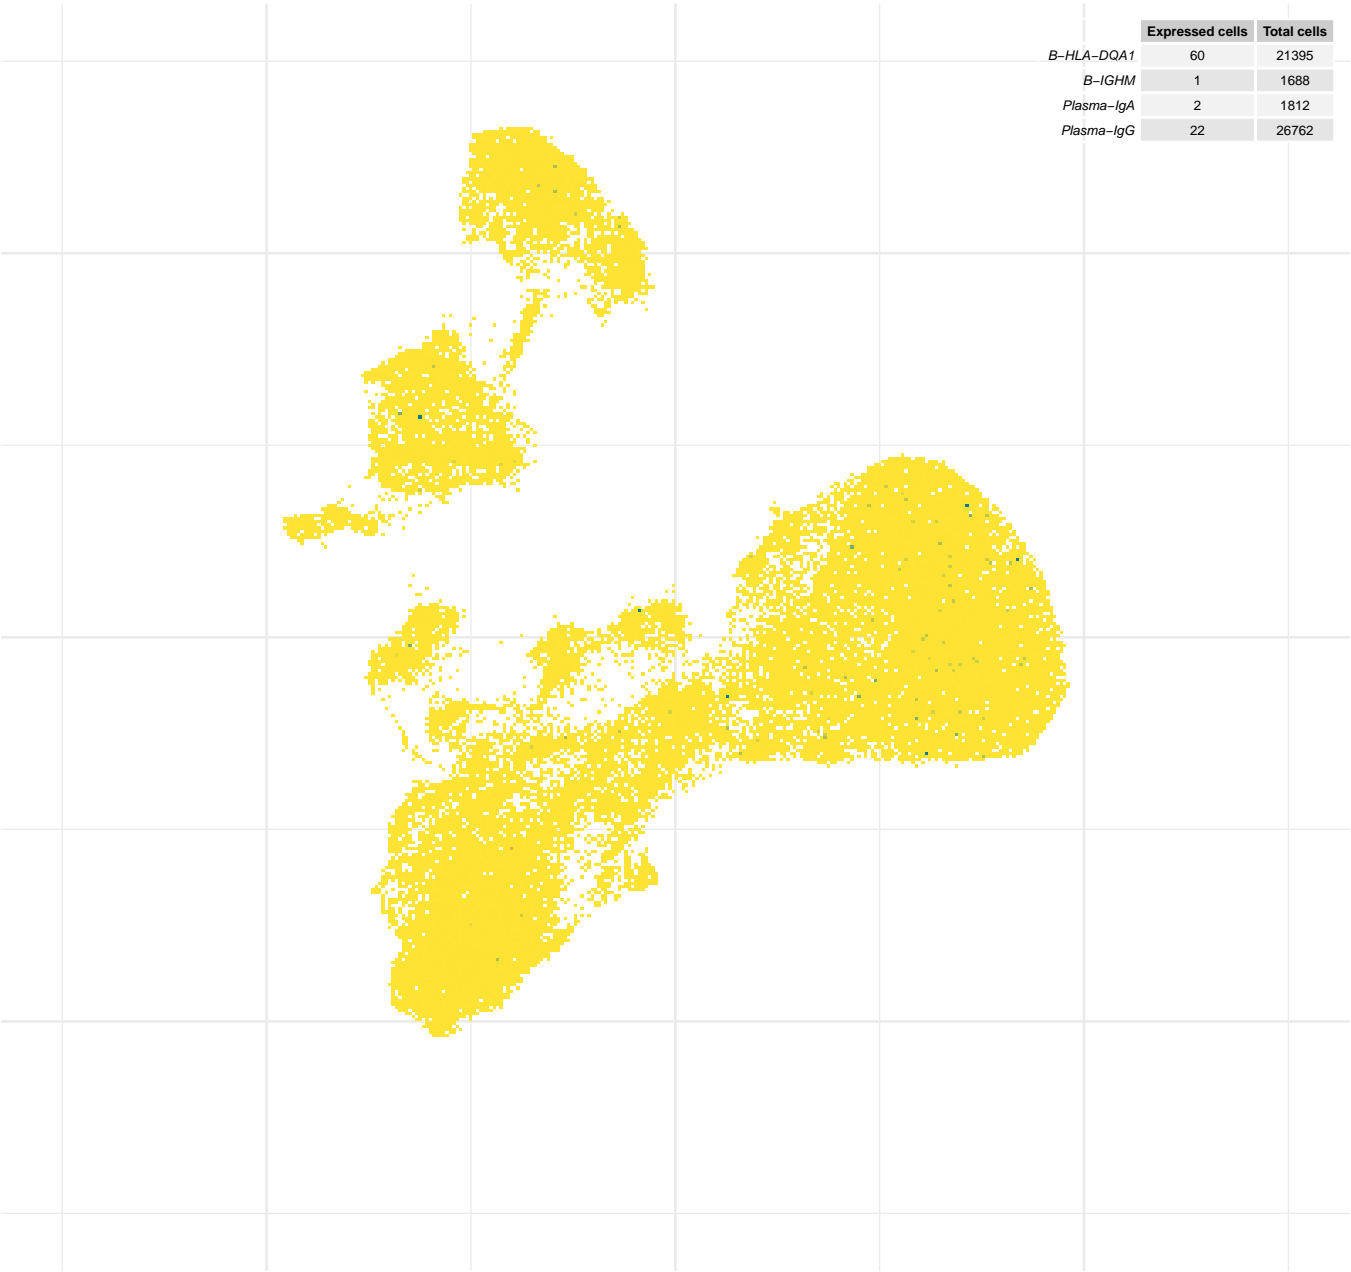 Expressed cells Total cells
B−HLA−DQA1 60 21395
B−IGHM 1 1688
Plasma−IgA 2 1812
Plasma−IgG 22 26762